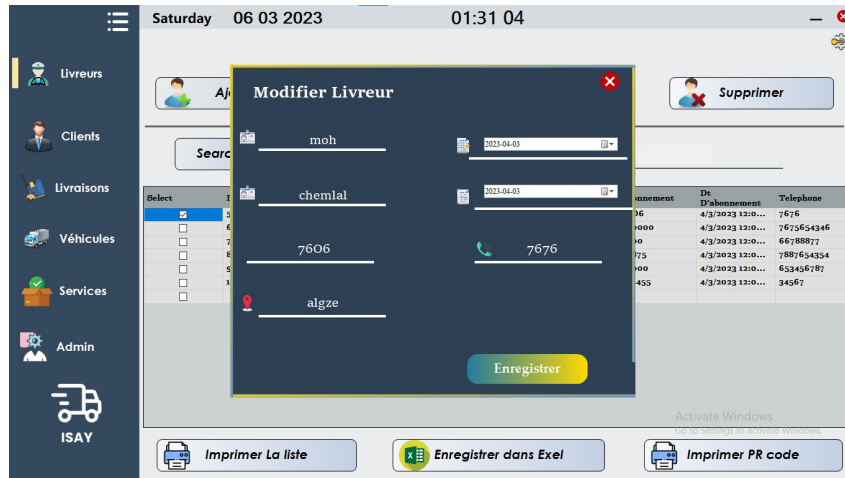 Saturday 06 03 2023 01:31 04
Livreurs
Clients
Livraisons
Véhicules
Services
Admin
ISAY
Supprimer
Modifier Livreur
moh
2023-04-03
chemlal
2023-04-03
7606
7676
algze
Enregistrer
Select
Dt
D'abonnement
Telephone
4/3/2023 12:0... 7676
4/3/2023 12:0... 7675654346
4/3/2023 12:0... 66788877
4/3/2023 12:0... 7887654354
4/3/2023 12:0... 653456787
4/3/2023 12:0... 34567
Activate Windows
Go to Settings to activate Windows.
Imprimer La liste
Enregistrer dans Exel
Imprimer PR code